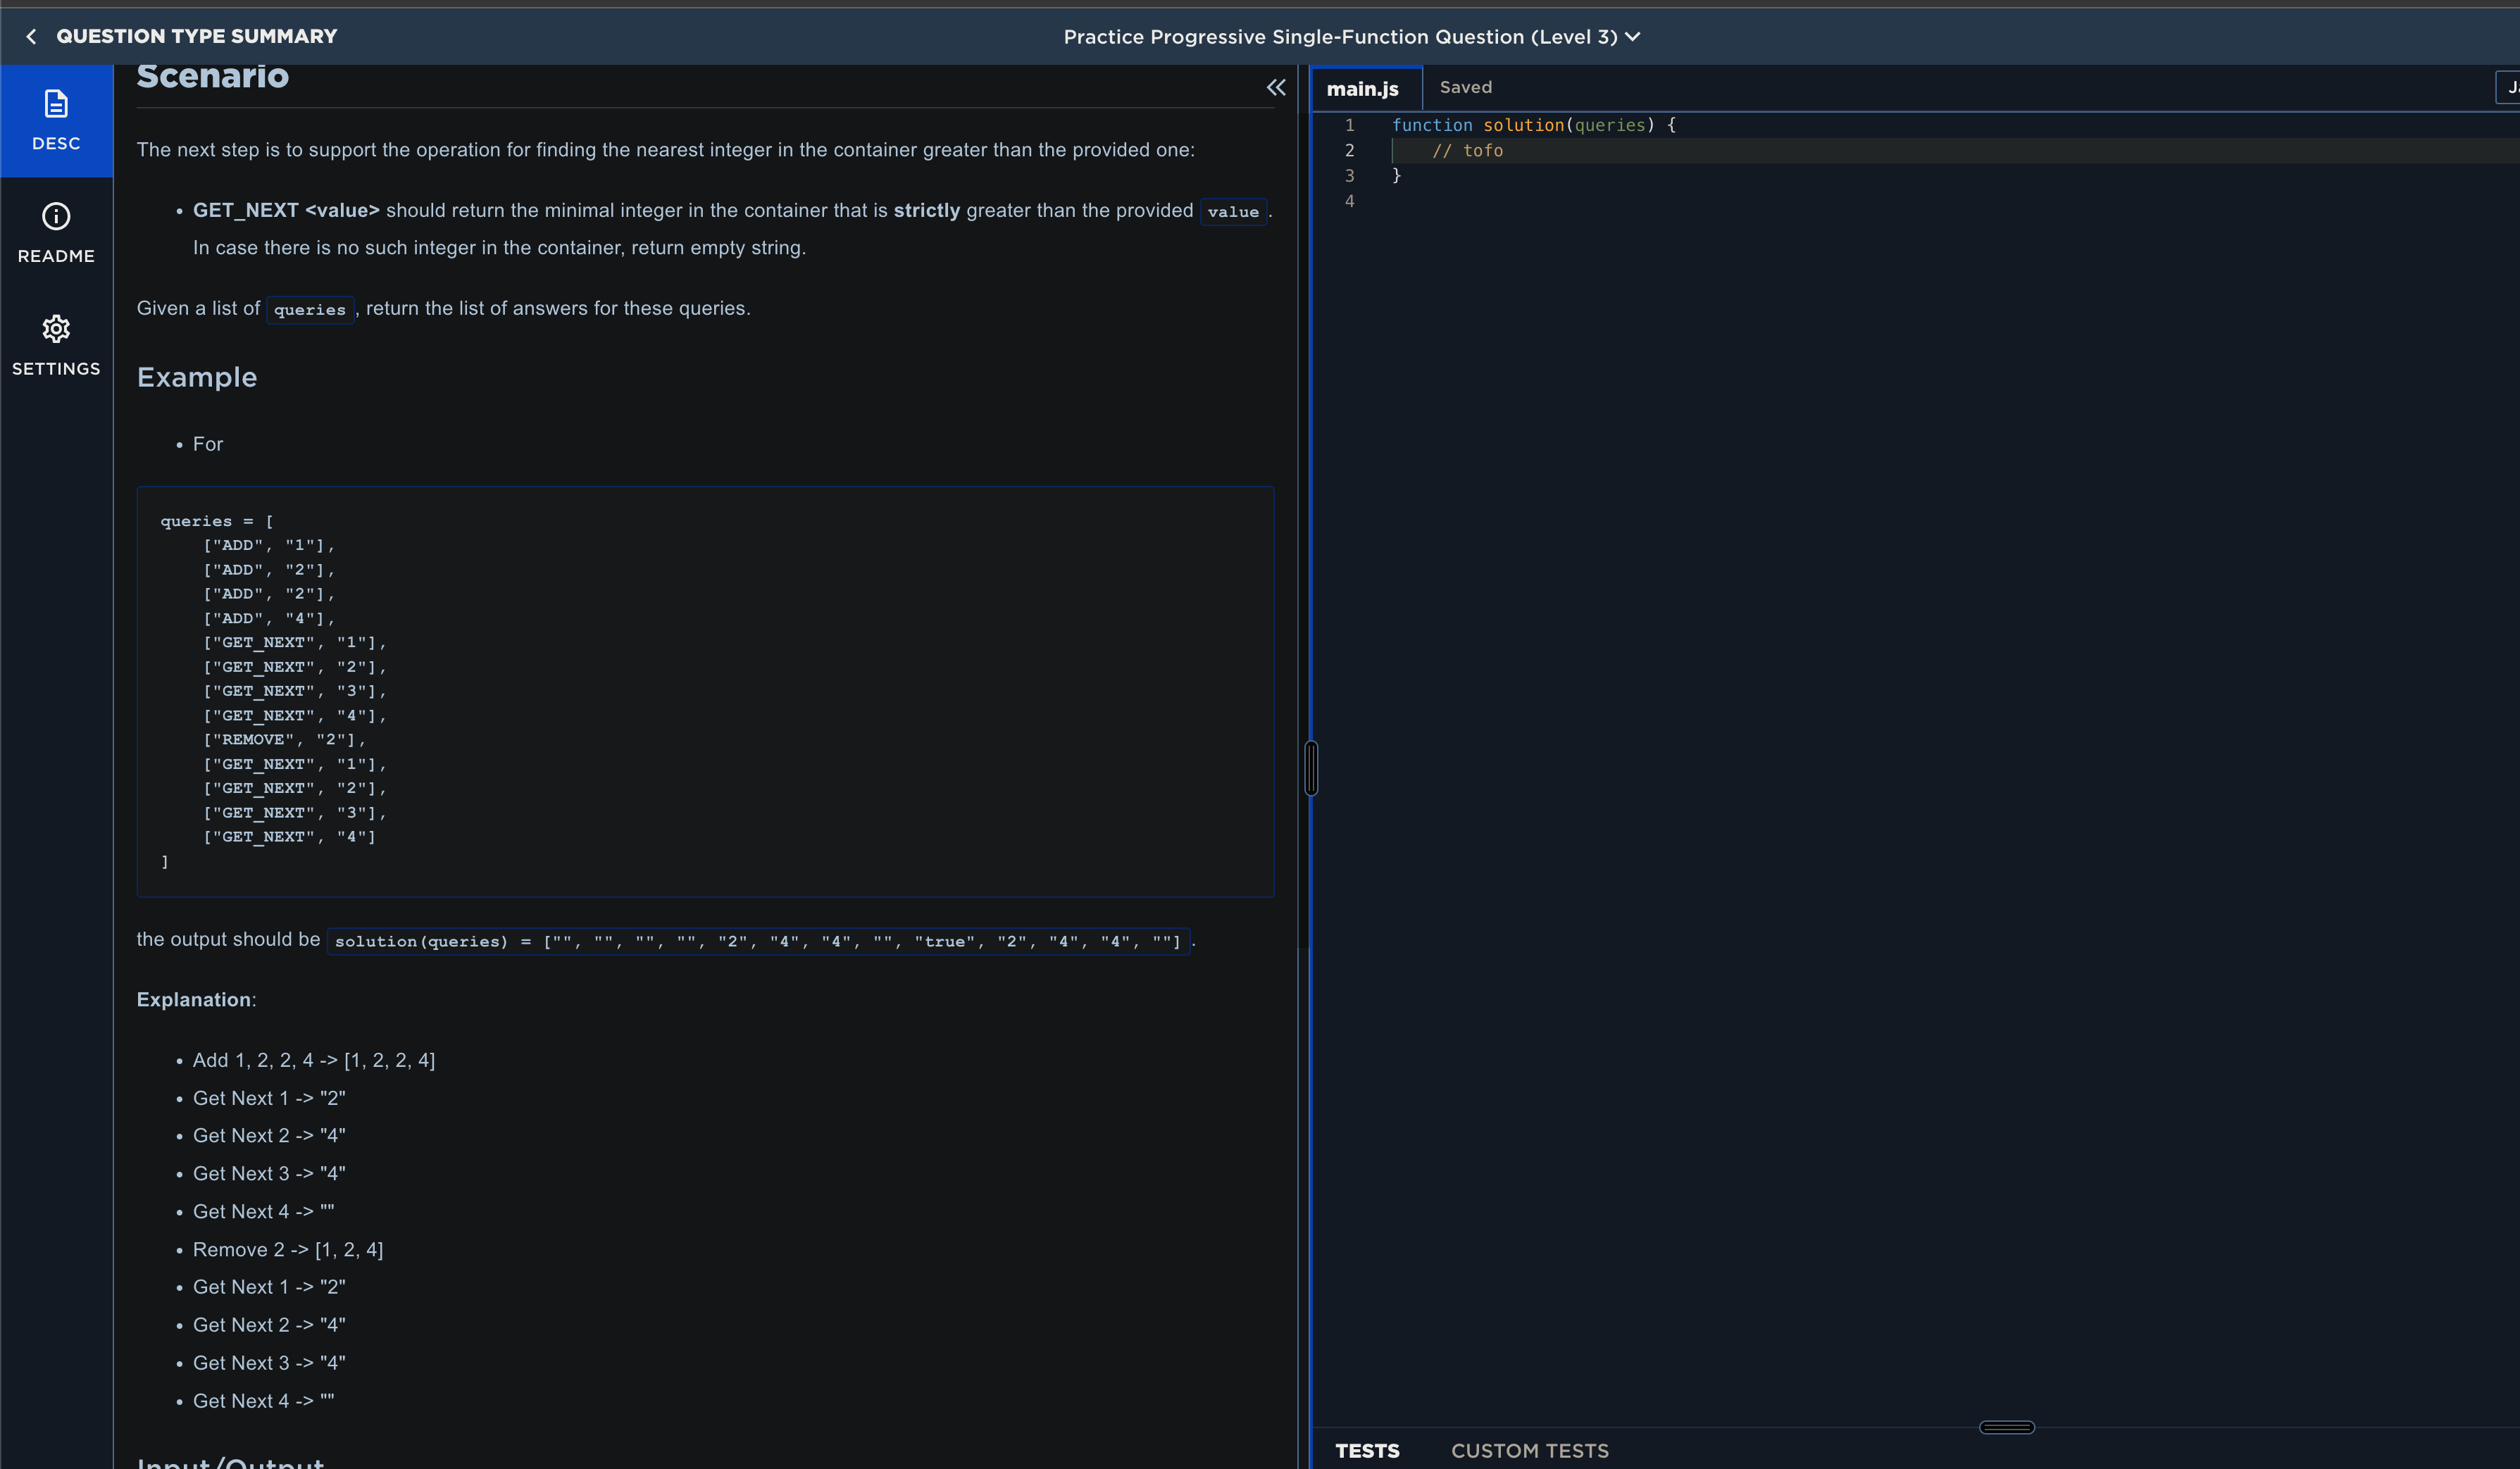 QUESTION TYPE SUMMARY
Practice Progressive Single-Function Question (Level 3)
DESC
README
SETTINGS
Scenario
The next step is to support the operation for finding the nearest integer in the container greater than the provided one:
• GET_NEXT <value> should return the minimal integer in the container that is strictly greater than the provided value.
In case there is no such integer in the container, return empty string.
Given a list of queries, return the list of answers for these queries.
Example
• For
queries = [
["ADD", "1"],
["ADD", "2"],
["ADD", "2"],
["ADD", "4"],
["GET_NEXT", "1"],
["GET_NEXT", "2"],
["GET_NEXT", "3"],
["GET_NEXT", "4"],
["REMOVE", "2"],
["GET_NEXT", "1"],
["GET_NEXT", "2"],
["GET_NEXT", "3"],
["GET_NEXT", "4"]
]
the output should be solution(queries) = ["", "", "", "", "2", "4", "4", "", "true", "2", "4", "4", ""].
Explanation:
• Add 1, 2, 2, 4 -> [1, 2, 2, 4]
• Get Next 1 -> "2"
• Get Next 2 -> "4"
• Get Next 3 -> "4"
• Get Next 4 -> ""
• Remove 2 -> [1, 2, 4]
• Get Next 1 -> "2"
• Get Next 2 -> "4"
• Get Next 3 -> "4"
• Get Next 4 -> ""
Input/Output
main.js
Saved
1 function solution(queries) {
2 // tofo
3 }
4
TESTS
CUSTOM TESTS